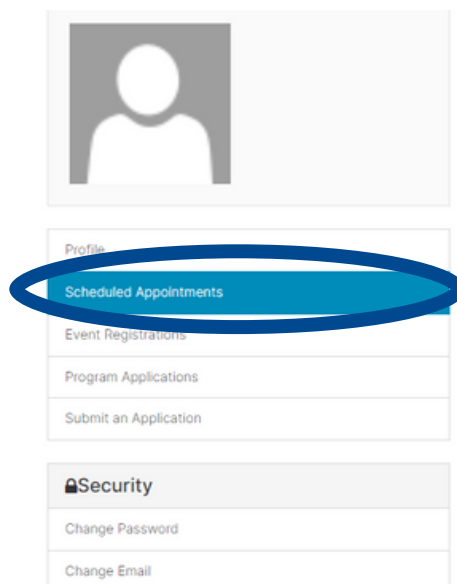 Profile
Scheduled Appointments
Event Registrations
Program Applications
Submit an Application
Security
Change Password
Change Email